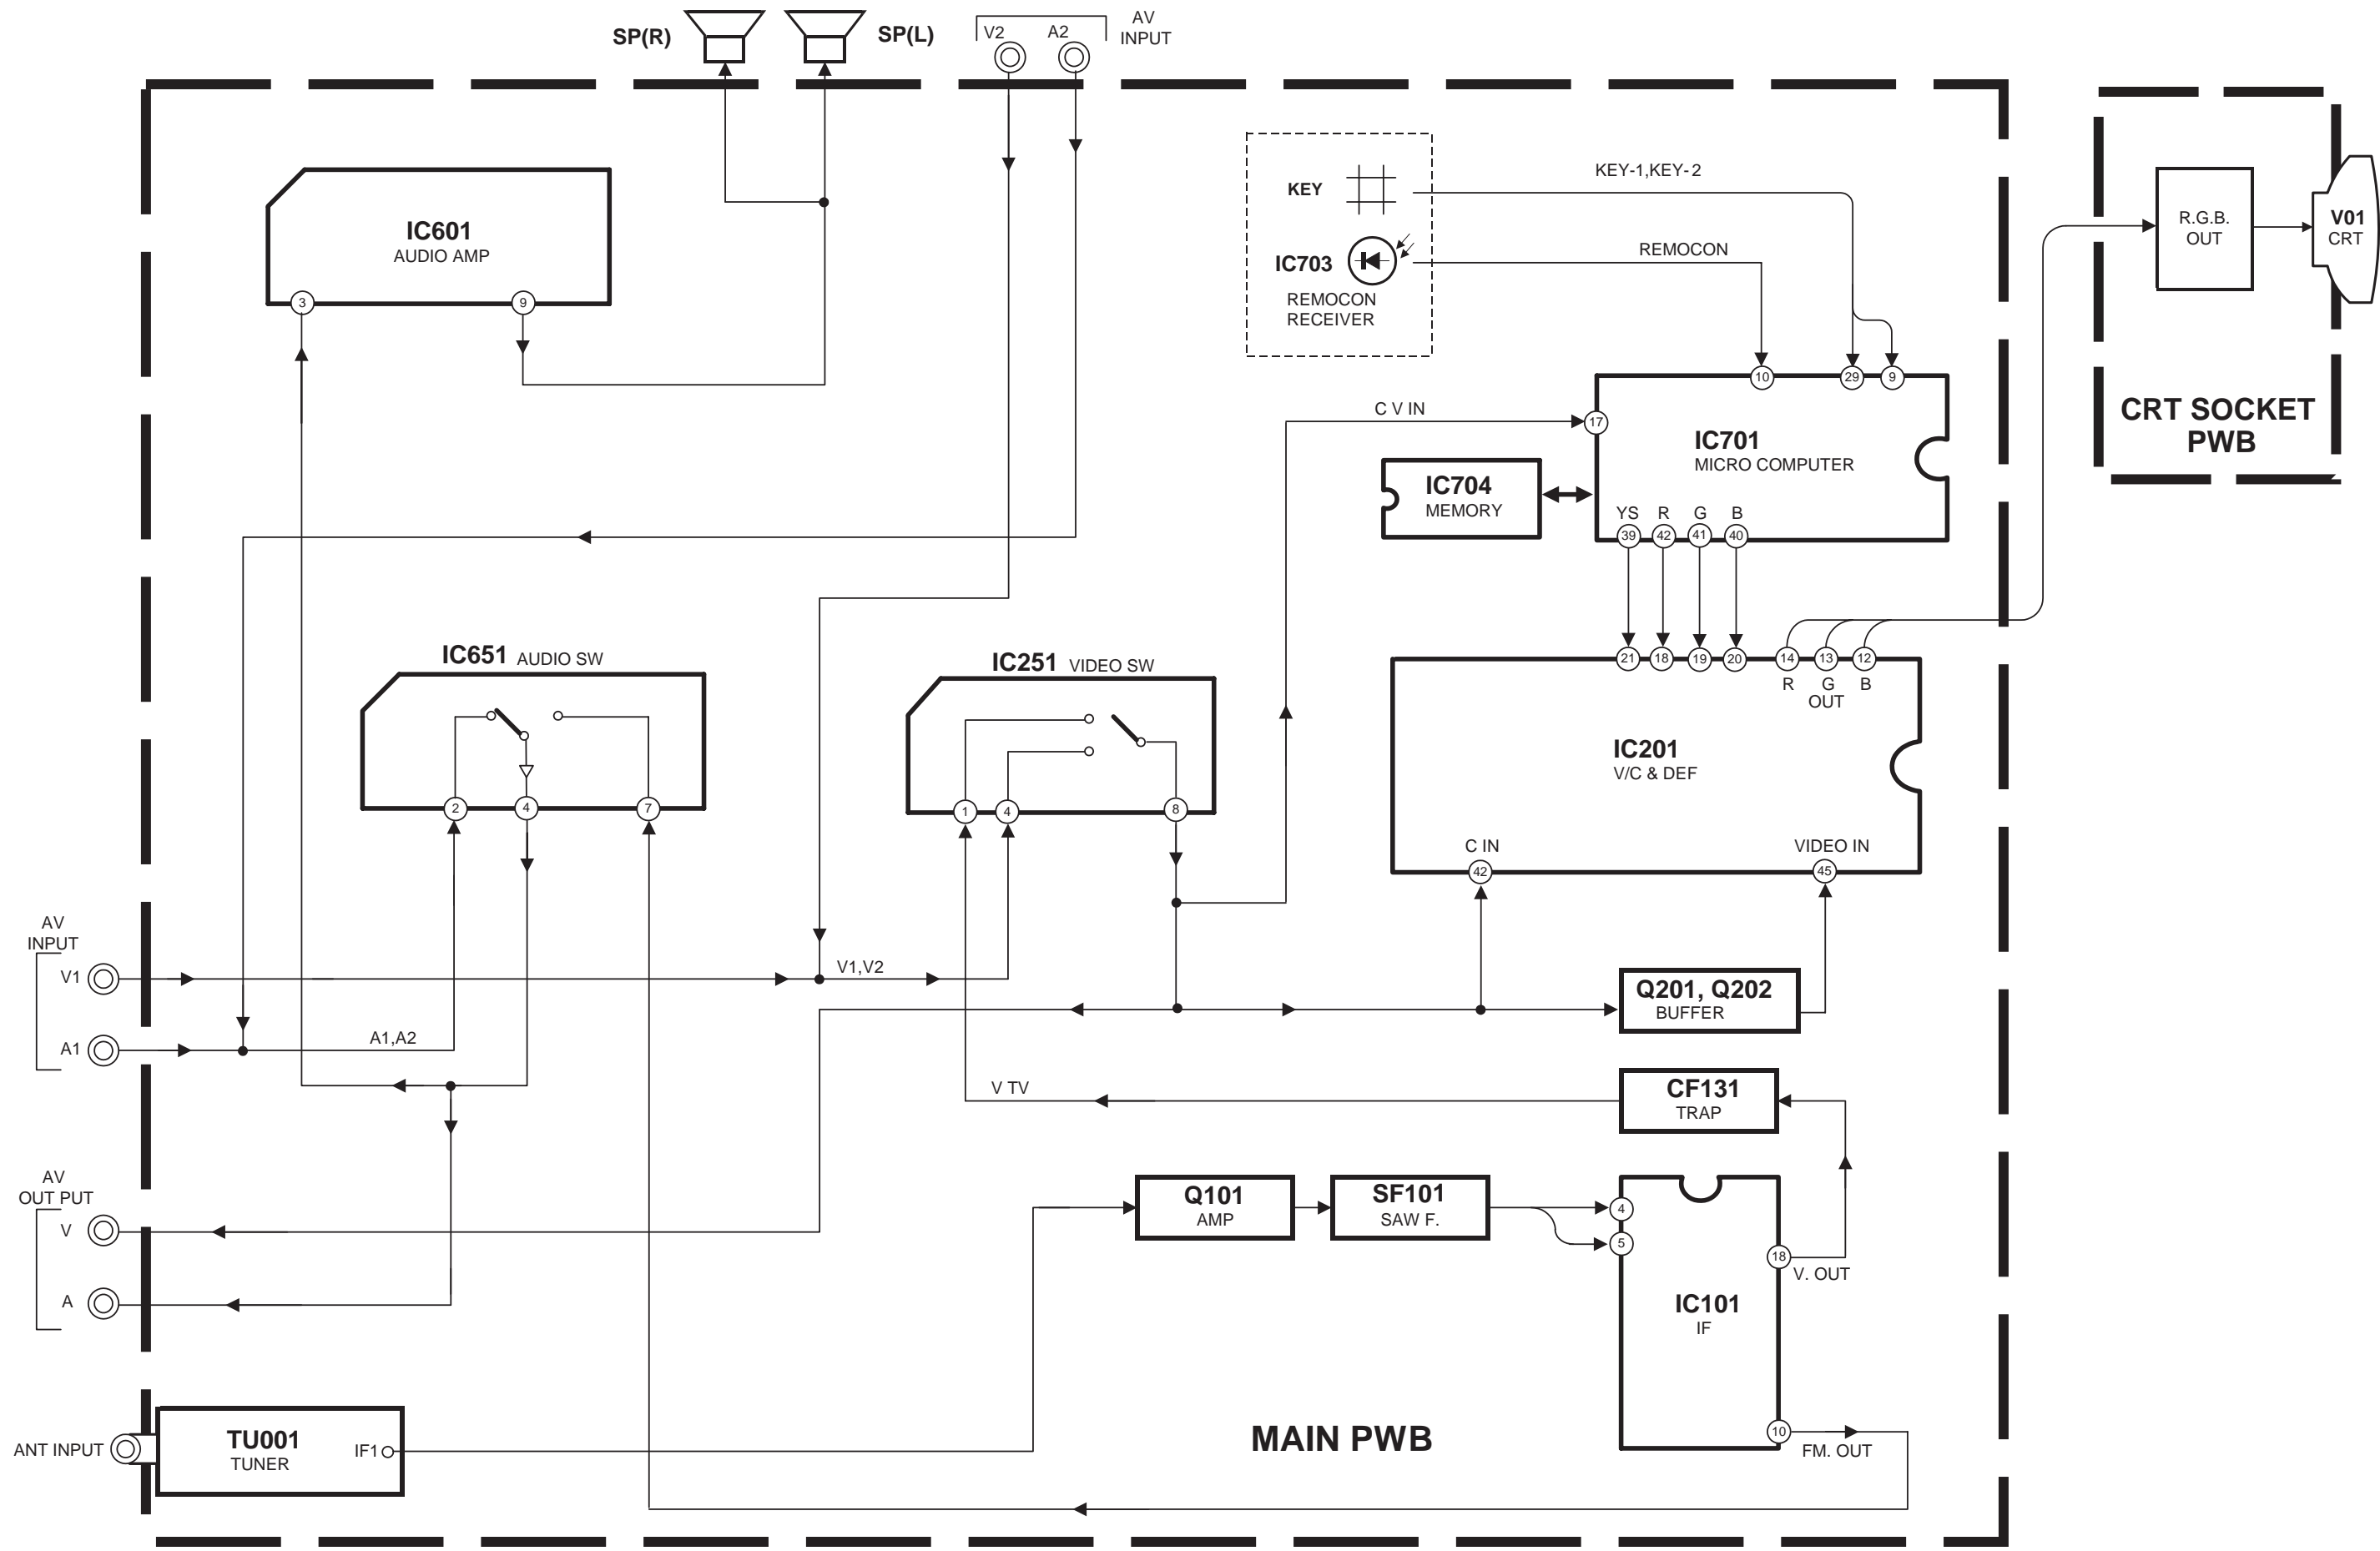 SP(R)
SP(L)
V2
A2
AV
INPUT
IC601
AUDIO AMP
3
9
KEY
IC703
REMOCON
RECEIVER
KEY-1,KEY- 2
REMOCON
R.G.B.
OUT
V01
CRT
CRT SOCKET
PWB
C V IN
10
29
9
17
IC701
MICRO COMPUTER
IC704
MEMORY
YS
R
G
B
39
42
41
40
IC651 AUDIO SW
2
4
7
IC251 VIDEO SW
1
4
8
21
18
19
20
14
13
12
R
G
B
OUT
IC201
V/C & DEF
C IN
VIDEO IN
42
45
AV
INPUT
V1
A1
V1,V2
A1,A2
Q201, Q202
BUFFER
V TV
CF131
TRAP
AV
OUT PUT
V
A
Q101
AMP
SF101
SAW F.
4
5
18
V. OUT
IC101
IF
10
FM. OUT
ANT INPUT
TU001
TUNER
IF1
MAIN PWB